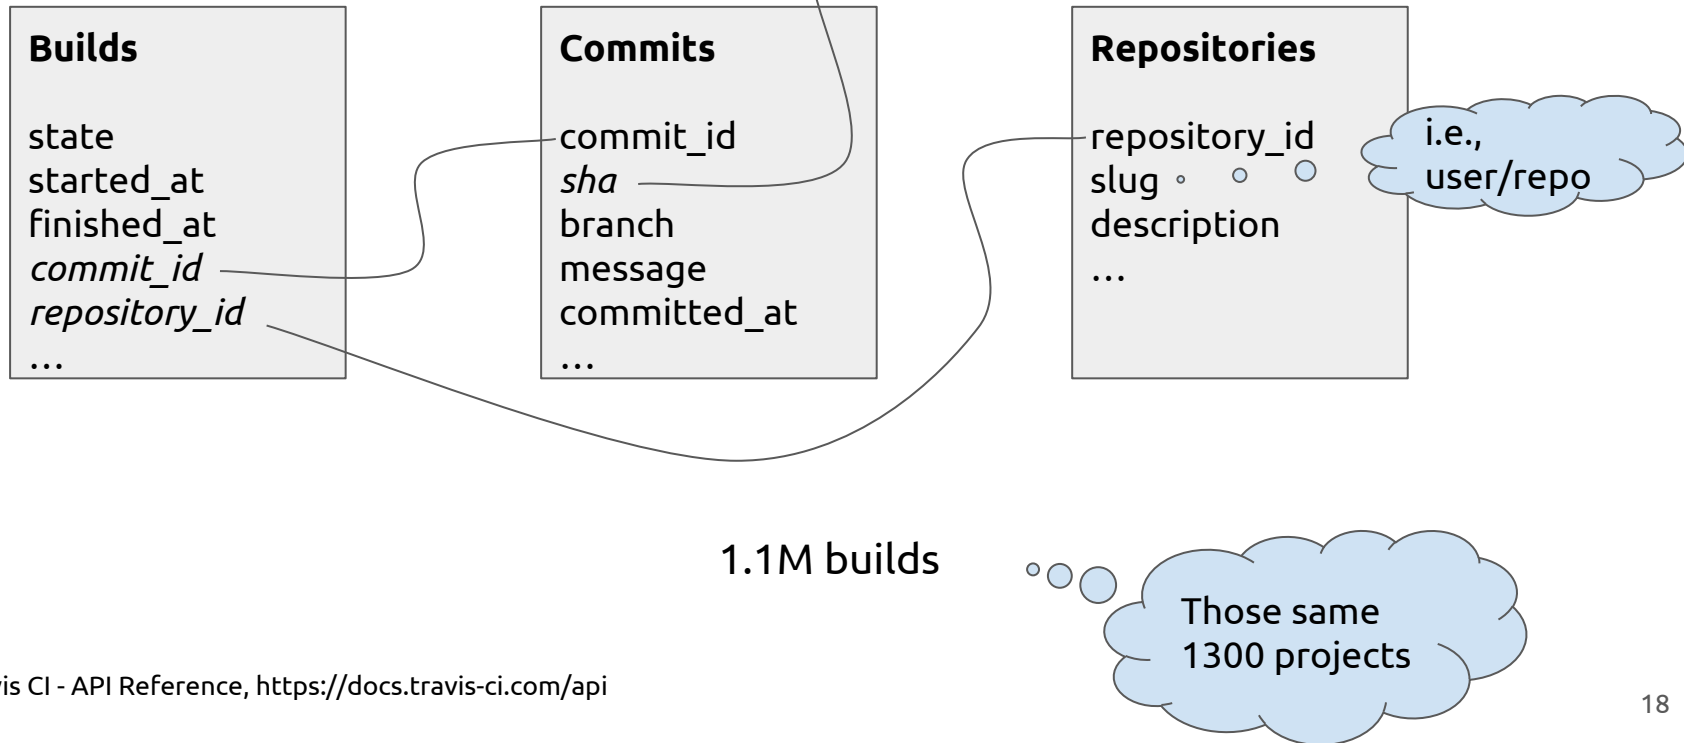 Builds
state
started_at
finished_at
commit_id
repository_id
…
Commits
commit_id
sha
branch
message
committed_at
…
Repositories
repository_id
slug
description
…
i.e.,
user/repo
1.1M builds
Those same
1300 projects
vis CI - API Reference, https://docs.travis-ci.com/api
18